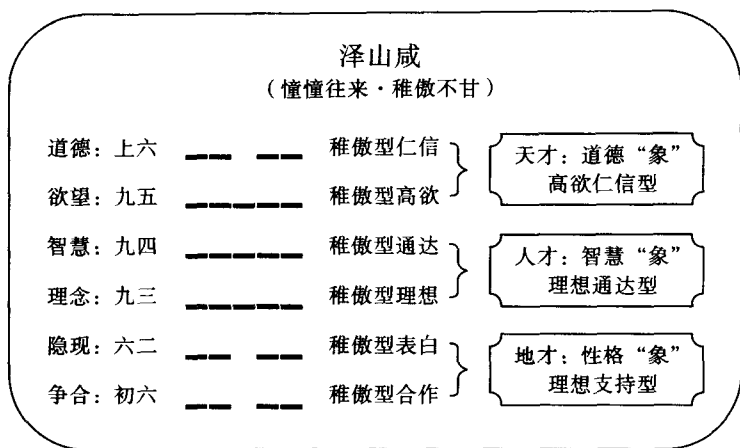 泽山咸
（憧憧往来·稚傲不甘）
道德：上六 稚傲型仁信
欲望：九五 稚傲型高欲
天才：道德“象”
高欲仁信型
智慧：九四 稚傲型通达
理念：九三 稚傲型理想
人才：智慧“象”
理想通达型
隐现：六二 稚傲型表白
争合：初六 稚傲型合作
地才：性格“象”
理想支持型